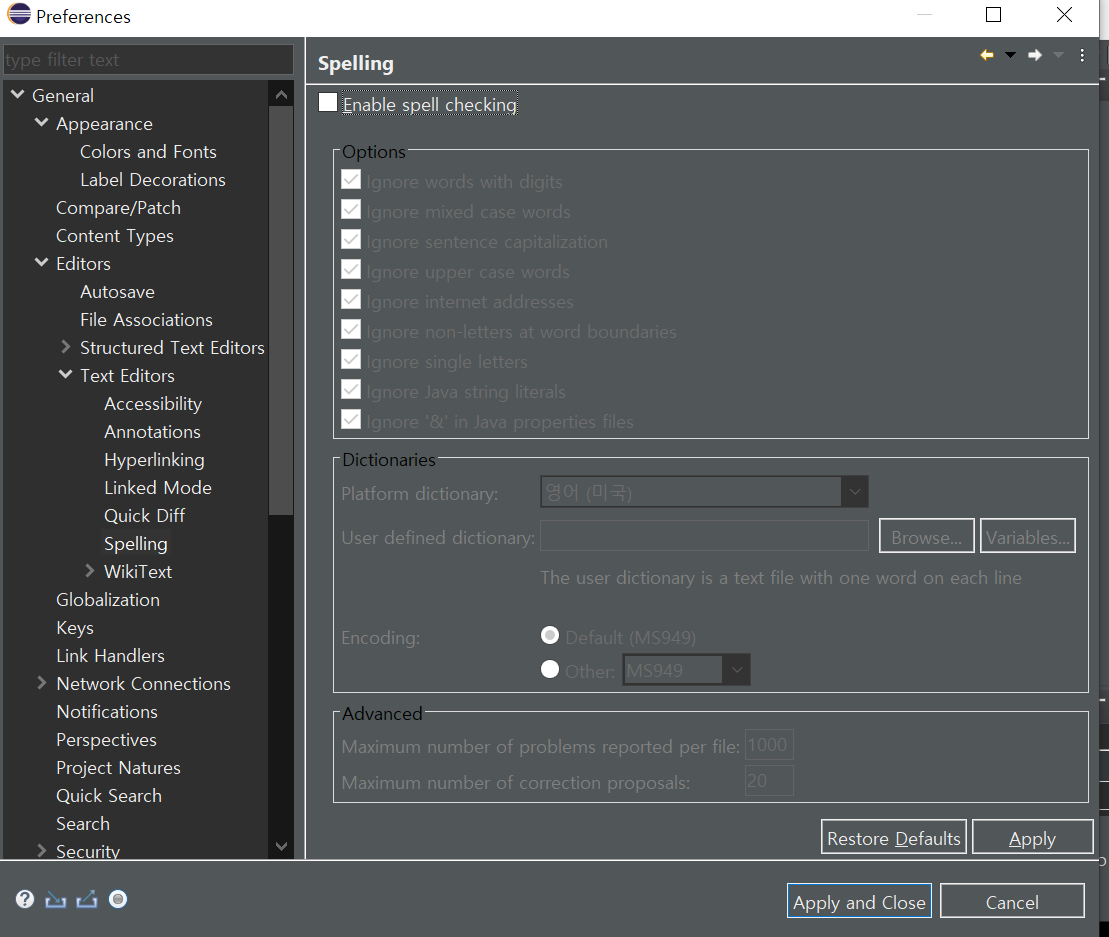 Preferences
type filter text
General
Appearance
Colors and Fonts
Label Decorations
Compare/Patch
Content Types
Editors
Autosave
File Associations
Structured Text Editors
Text Editors
Accessibility
Annotations
Hyperlinking
Linked Mode
Quick Diff
Spelling
WikiText
Globalization
Keys
Link Handlers
Network Connections
Notifications
Perspectives
Project Natures
Quick Search
Search
Security
Spelling
Enable spell checking
Options
Ignore words with digits
Ignore mixed case words
Ignore sentence capitalization
Ignore upper case words
Ignore internet addresses
Ignore non-letters at word boundaries
Ignore single letters
Ignore Java string literals
Ignore '&' in Java properties files
Dictionaries
Platform dictionary: 영어 (미국)
User defined dictionary: Browse... Variables...
The user dictionary is a text file with one word on each line
Encoding: Default (MS949)
Other: MS949
Advanced
Maximum number of problems reported per file: 1000
Maximum number of correction proposals: 20
Restore Defaults Apply
Apply and Close Cancel